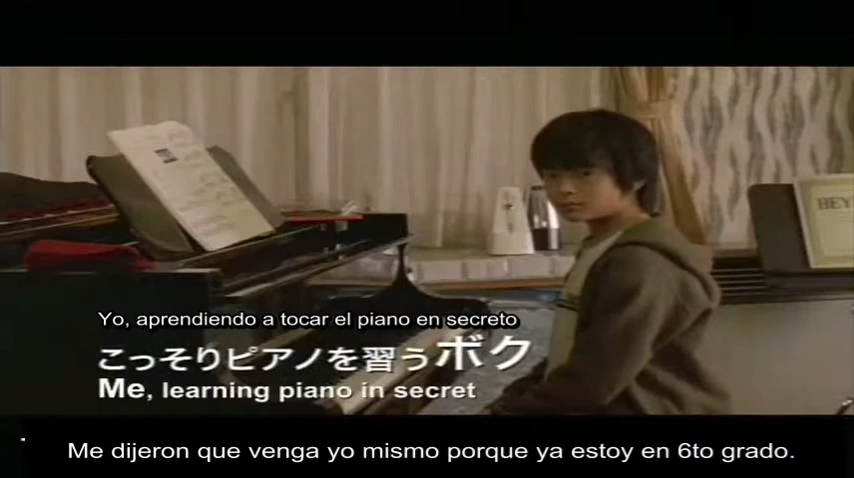 HEY
Yo, aprendiendo a tocar el piano en secreto
こっそりピアノを習うボク
Me, learning piano in secret
Me dijeron que venga yo mismo porque ya estoy en 6to grado.